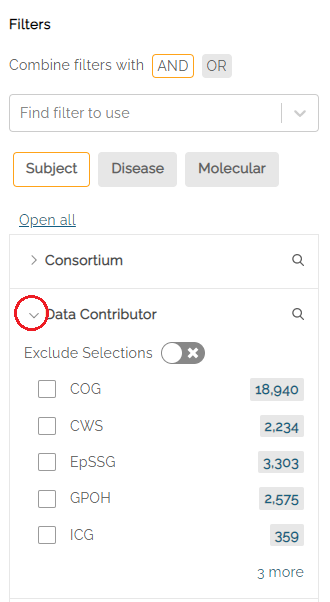 Filters
Combine filters with AND OR
Find filter to use
Subject Disease Molecular
Open all
Consortium
Data Contributor
Exclude Selections
COG 18,940
CWS 2,234
EpSSG 3,303
GPOH 2,575
ICG 359
3 more